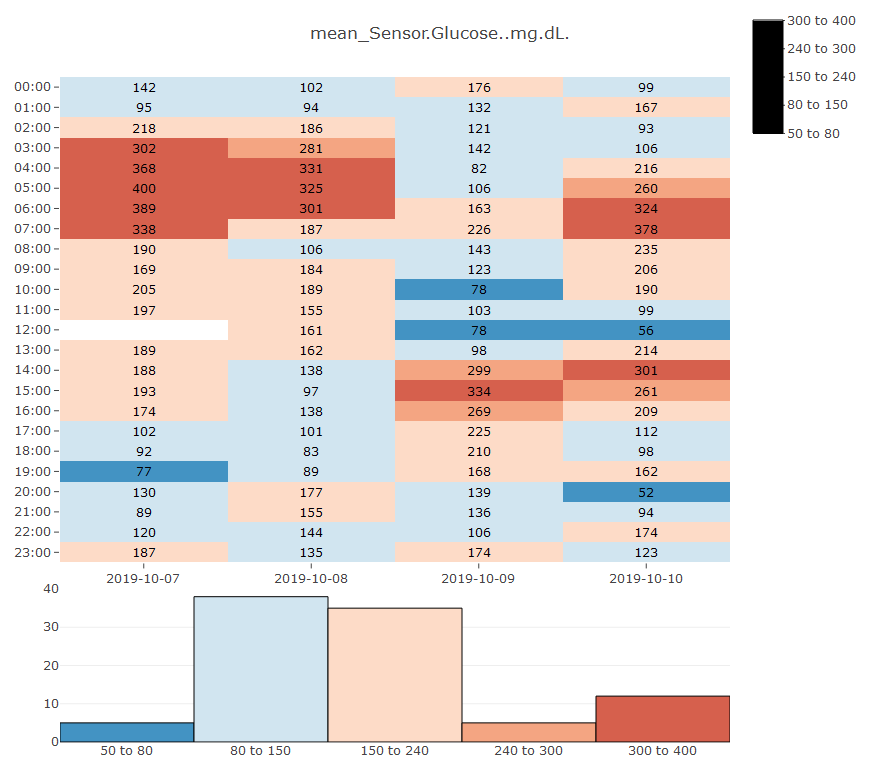 mean_Sensor.Glucose..mg.dL.
300 to 400
240 to 300
150 to 240
80 to 150
50 to 80
00:00 142 102 176 99
01:00 95 94 132 167
02:00 218 186 121 93
03:00 302 281 142 106
04:00 368 331 82 216
05:00 400 325 106 260
06:00 389 301 163 324
07:00 338 187 226 378
08:00 190 106 143 235
09:00 169 184 123 206
10:00 205 189 78 190
11:00 197 155 103 99
12:00 161 78 56
13:00 189 162 98 214
14:00 188 138 299 301
15:00 193 97 334 261
16:00 174 138 269 209
17:00 102 101 225 112
18:00 92 83 210 98
19:00 77 89 168 162
20:00 130 177 139 52
21:00 89 155 136 94
22:00 120 144 106 174
23:00 187 135 174 123
2019-10-07 2019-10-08 2019-10-09 2019-10-10
40
30
20
10
0
50 to 80 80 to 150 150 to 240 240 to 300 300 to 400